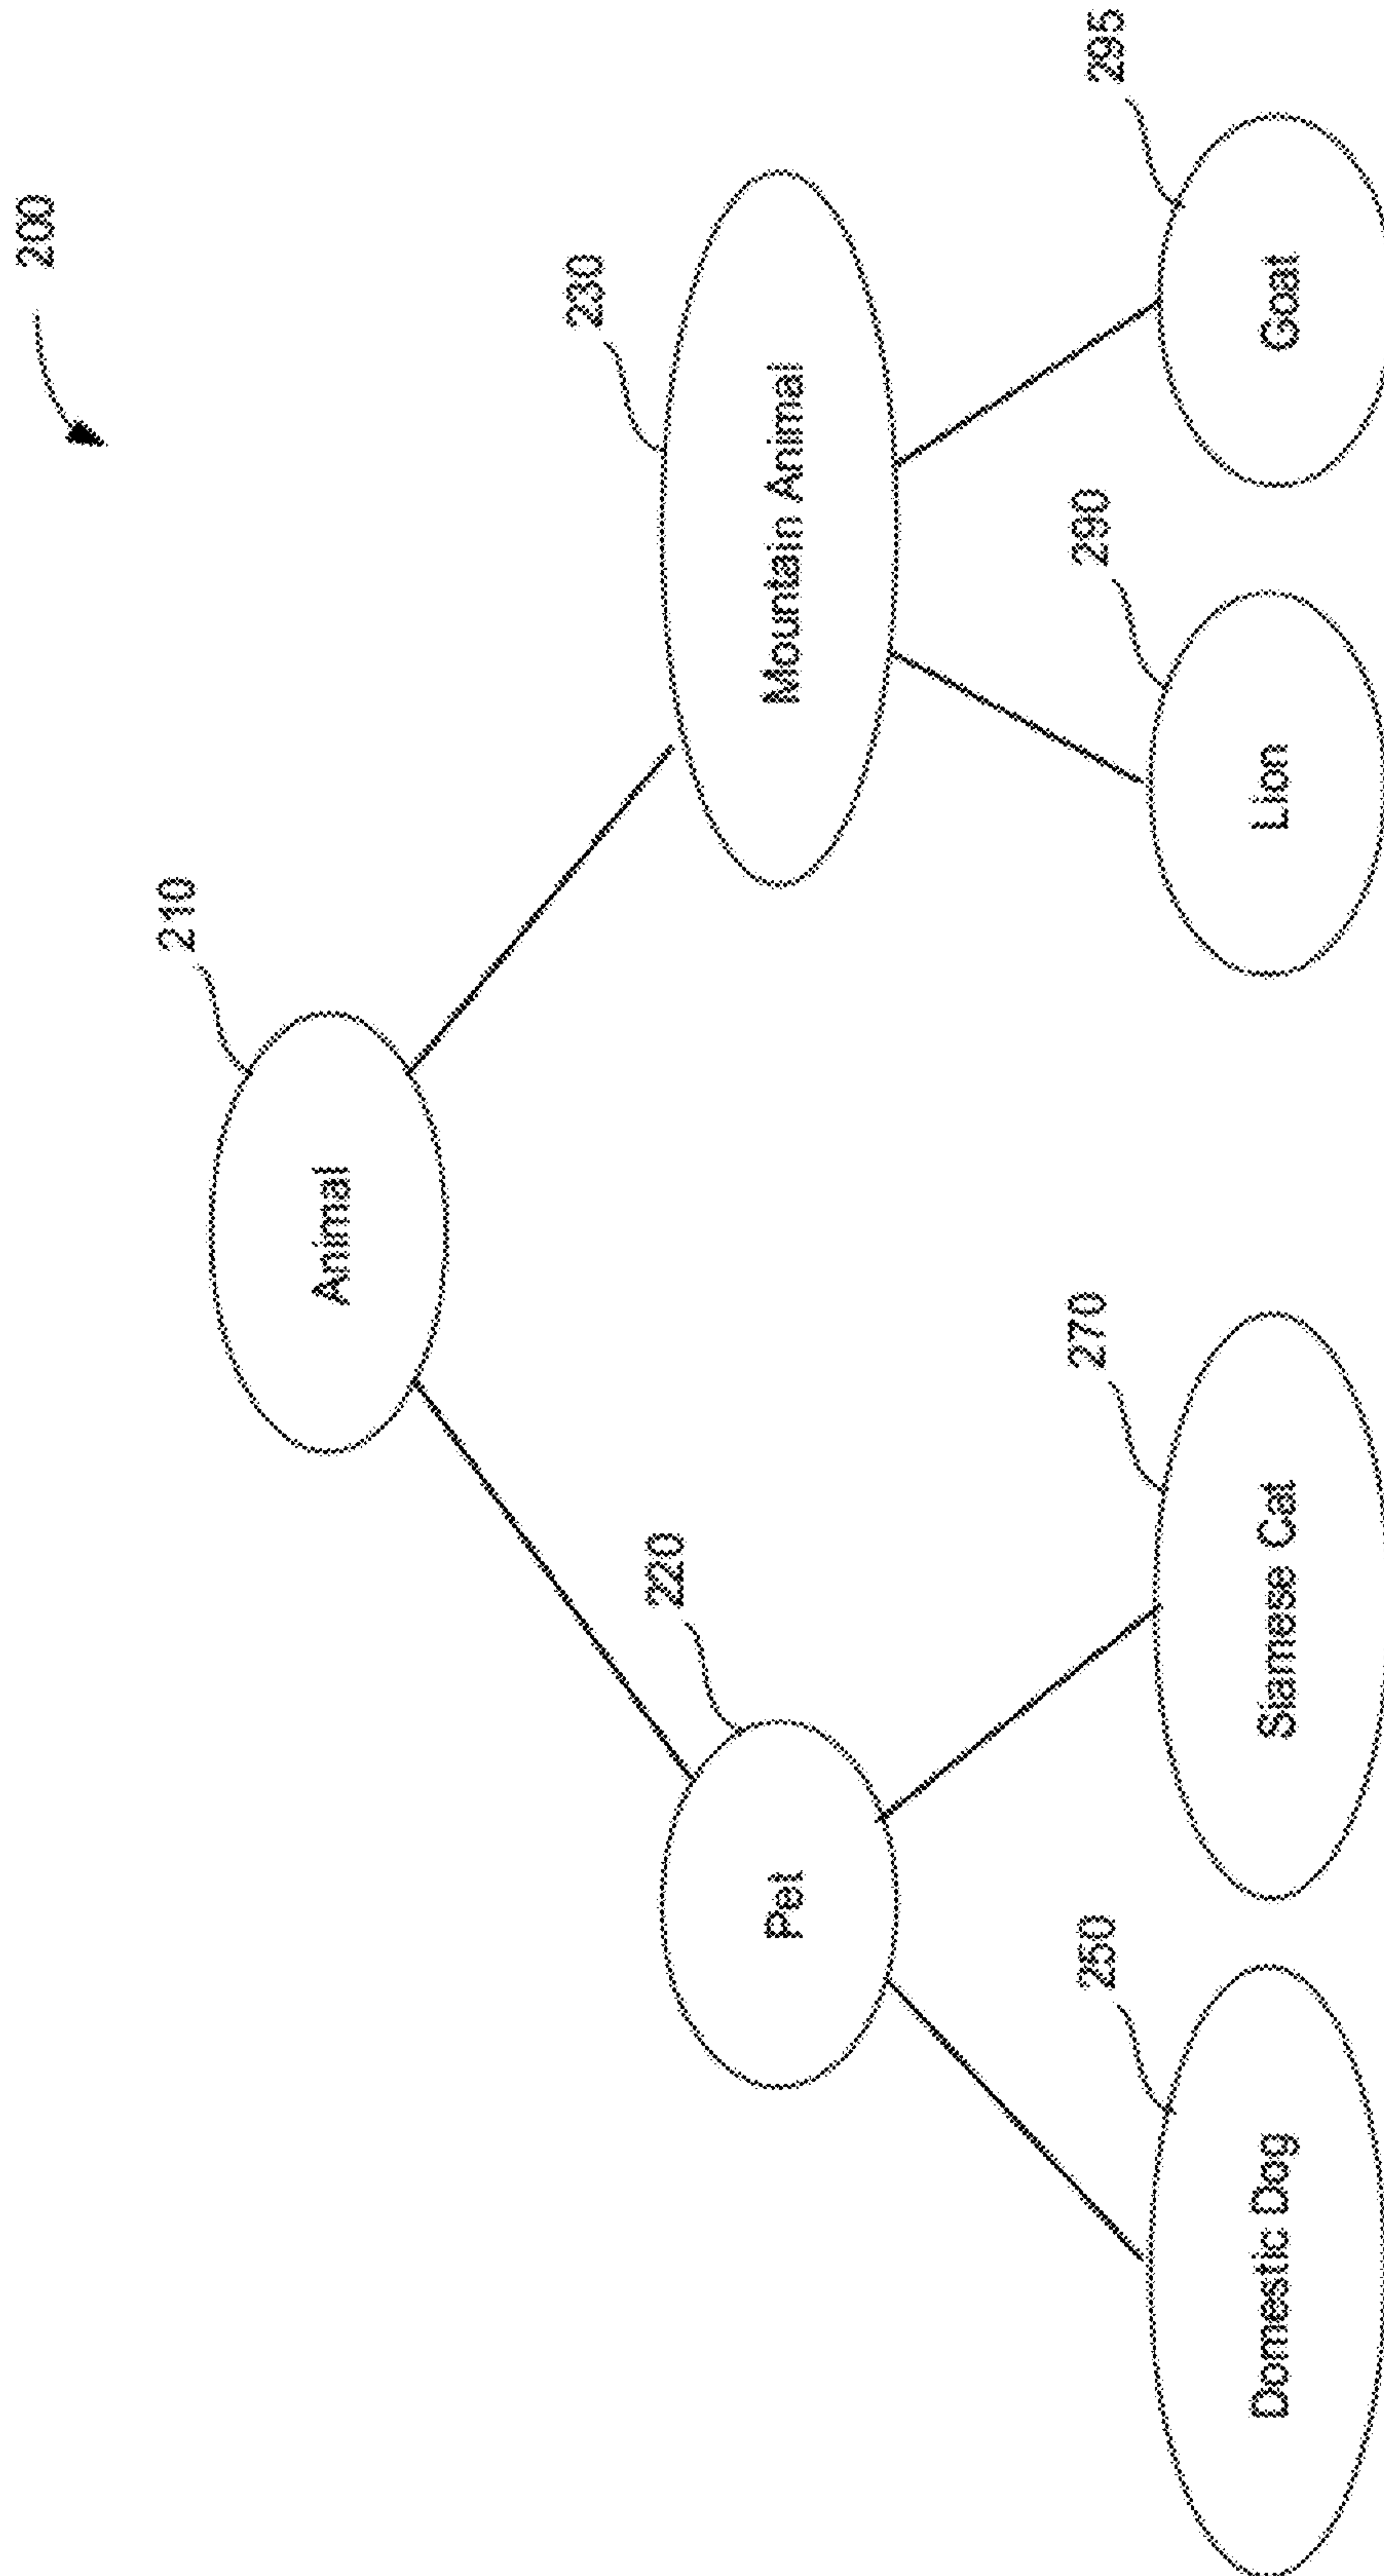 200
210
Animal
220
Pet
230
Mountain Animal
250
Domestic Dog
270
Siamese Cat
290
Lion
295
Goat